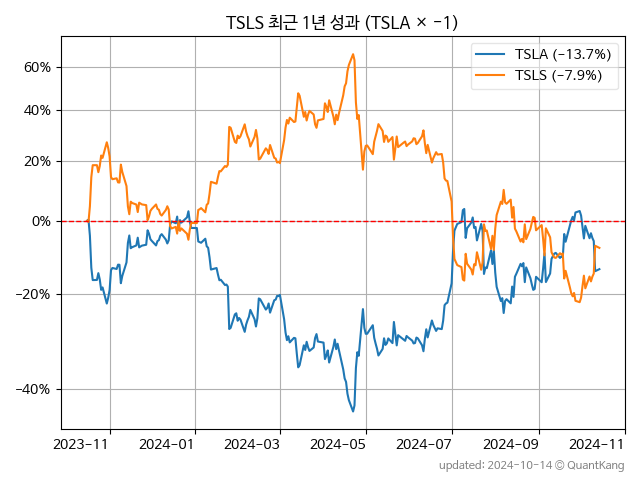 TSLS 최근 1년 성과 (TSLA × −1)
TSLA (−13.7%)
TSLS (−7.9%)
60%
40%
20%
0%
−20%
−40%
2023−11 2024−01 2024−03 2024−05 2024−07 2024−09 2024−11
updated: 2024-10-14 © QuantKang